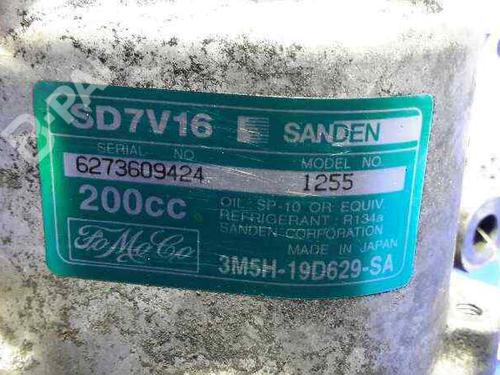 SD7V16 SANDEN
SERIAL NO. MODEL NO.
6273609424 1255
200cc OIL: SP-10 OR EQUIV.
REFRIGERANT: R134a
SANDEN CORPORATION
MADE IN JAPAN
FoMoCo 3M5H-19D629-SA
B-PA